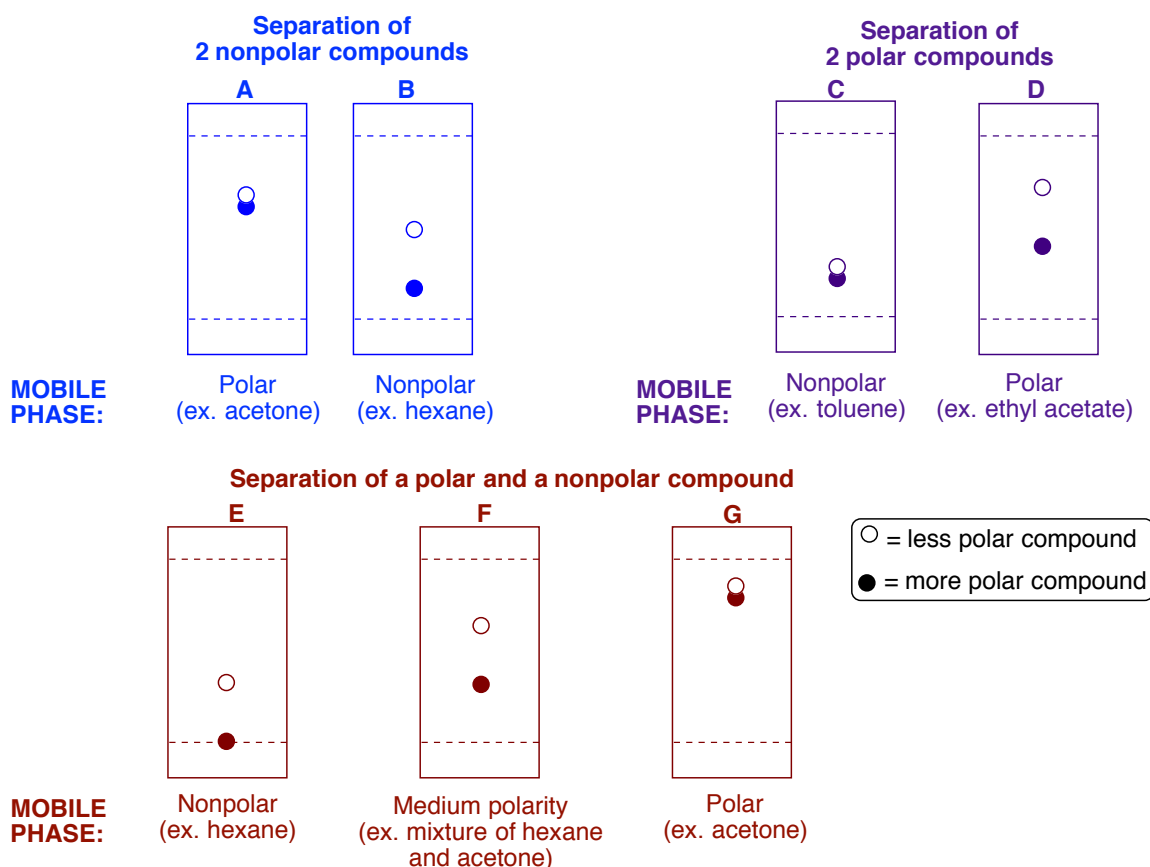 Separation of
2 nonpolar compounds
A
B
MOBILE
PHASE:
Polar
(ex. acetone)
Nonpolar
(ex. hexane)
Separation of
2 polar compounds
C
D
MOBILE
PHASE:
Nonpolar
(ex. toluene)
Polar
(ex. ethyl acetate)
Separation of a polar and a nonpolar compound
E
F
G
MOBILE
PHASE:
Nonpolar
(ex. hexane)
Medium polarity
(ex. mixture of hexane
and acetone)
Polar
(ex. acetone)
= less polar compound
= more polar compound